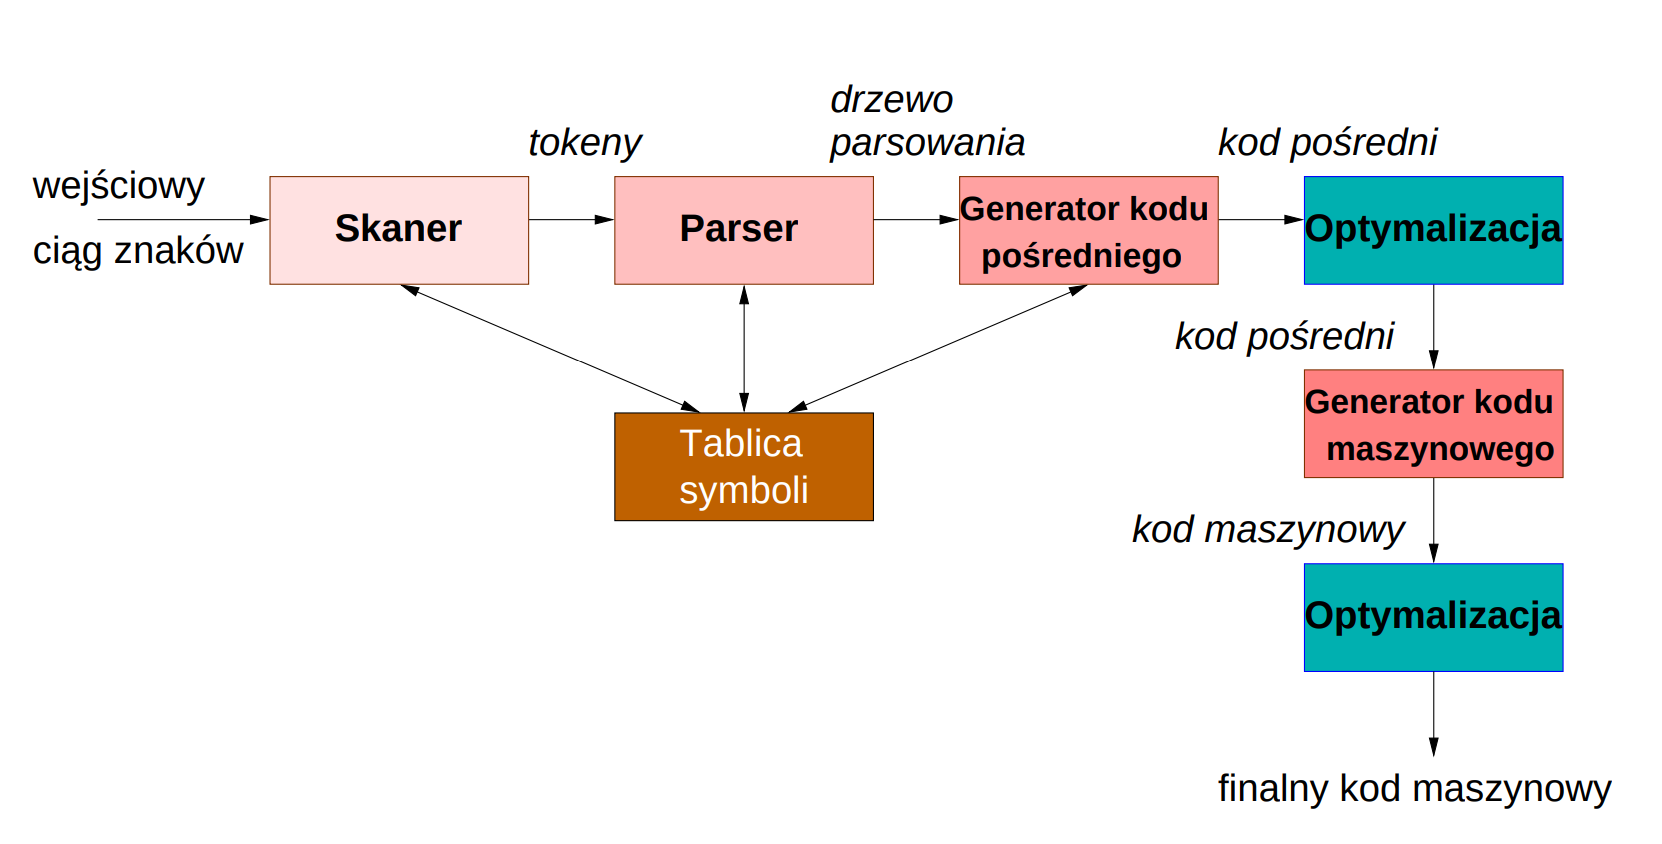 wejściowy
ciąg znaków
Skaner
tokeny
Parser
drzewo
parsowania
Generator kodu
pośredniego
kod pośredni
Optymalizacja
Tablica
symboli
kod pośredni
Generator kodu
maszynowego
kod maszynowy
Optymalizacja
finalny kod maszynowy